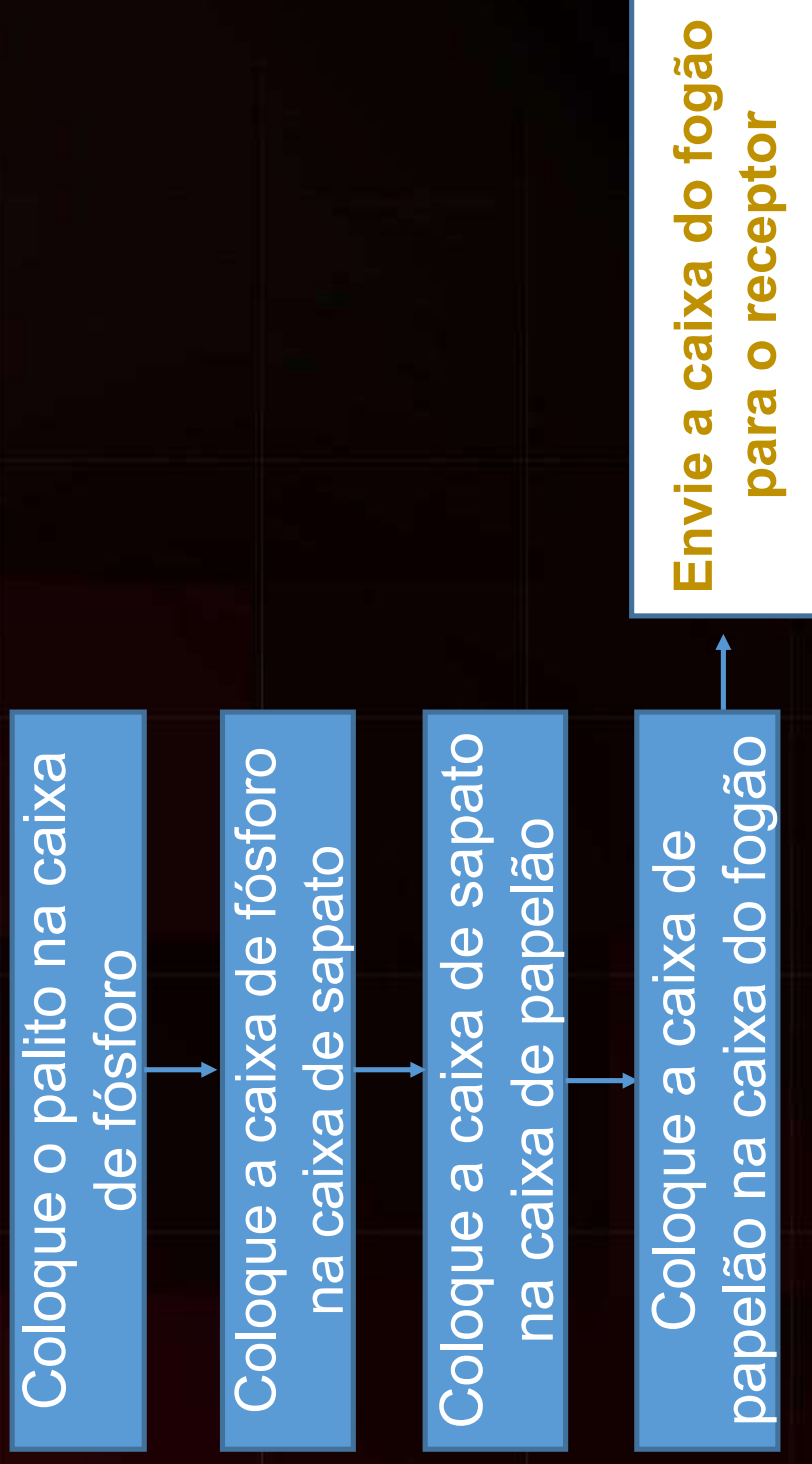 Coloque o palito na caixa
de fósforo
Coloque a caixa de fósforo
na caixa de sapato
Coloque a caixa de sapato
na caixa de papelão
Coloque a caixa de
papelão na caixa do fogão
Envie a caixa do fogão
para o receptor